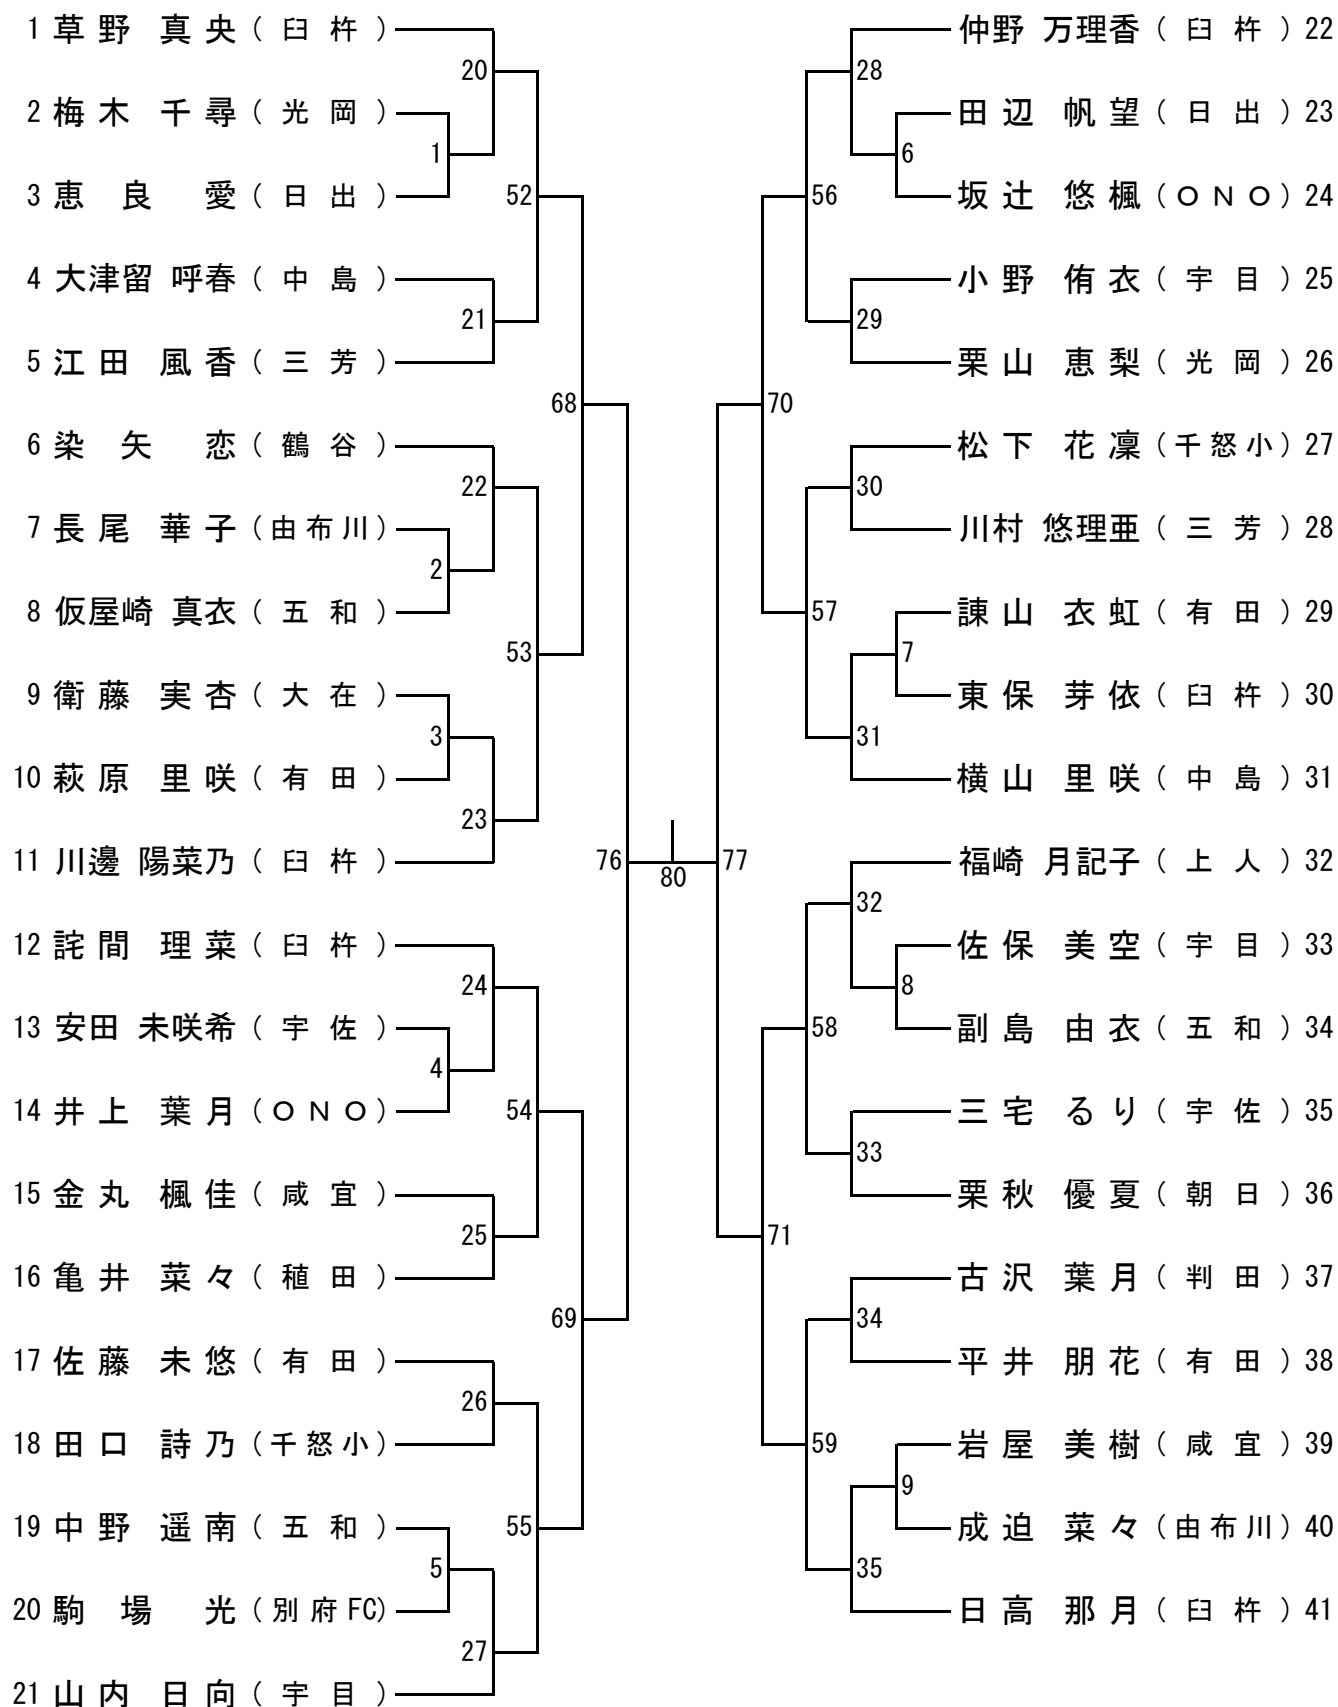 1 草野 真央 ( 臼杵 )
2 梅木 千尋 ( 光岡 )
3 恵良 愛 ( 日出 )
4 大津留 呼春 ( 中島 )
5 江田 風香 ( 三芳 )
6 染矢 恋 ( 鶴谷 )
7 長尾 華子 (由布川)
8 仮屋崎 真衣 ( 五和 )
9 衛藤 実杏 ( 大在 )
10 萩原 里咲 ( 有田 )
11 川邊 陽菜乃 ( 臼杵 )
12 詫間 理菜 ( 臼杵 )
13 安田 未咲希 ( 宇佐 )
14 井上 葉月 (ONO)
15 金丸 楓佳 ( 咸宜 )
16 亀井 菜々 ( 稙田 )
17 佐藤 未悠 ( 有田 )
18 田口 詩乃 (千怒小)
19 中野 遥南 ( 五和 )
20 駒場 光 (別府FC)
21 山内 日向 ( 宇目 )
20
1
52
21
68
22
2
53
3
23
76
24
4
54
25
69
26
55
5
27
80
77
28
6
56
29
70
30
57
7
31
32
8
58
33
71
34
59
9
35
仲野 万理香 ( 臼杵 ) 22
田辺 帆望 ( 日出 ) 23
坂辻 悠楓 (ONO) 24
小野 侑衣 ( 宇目 ) 25
栗山 恵梨 ( 光岡 ) 26
松下 花凜 (千怒小) 27
川村 悠理亜 ( 三芳 ) 28
諌山 衣虹 ( 有田 ) 29
東保 芽依 ( 臼杵 ) 30
横山 里咲 ( 中島 ) 31
福崎 月記子 ( 上人 ) 32
佐保 美空 ( 宇目 ) 33
副島 由衣 ( 五和 ) 34
三宅 るり ( 宇佐 ) 35
栗秋 優夏 ( 朝日 ) 36
古沢 葉月 ( 判田 ) 37
平井 朋花 ( 有田 ) 38
岩屋 美樹 ( 咸宜 ) 39
成迫 菜々 (由布川) 40
日高 那月 ( 臼杵 ) 41